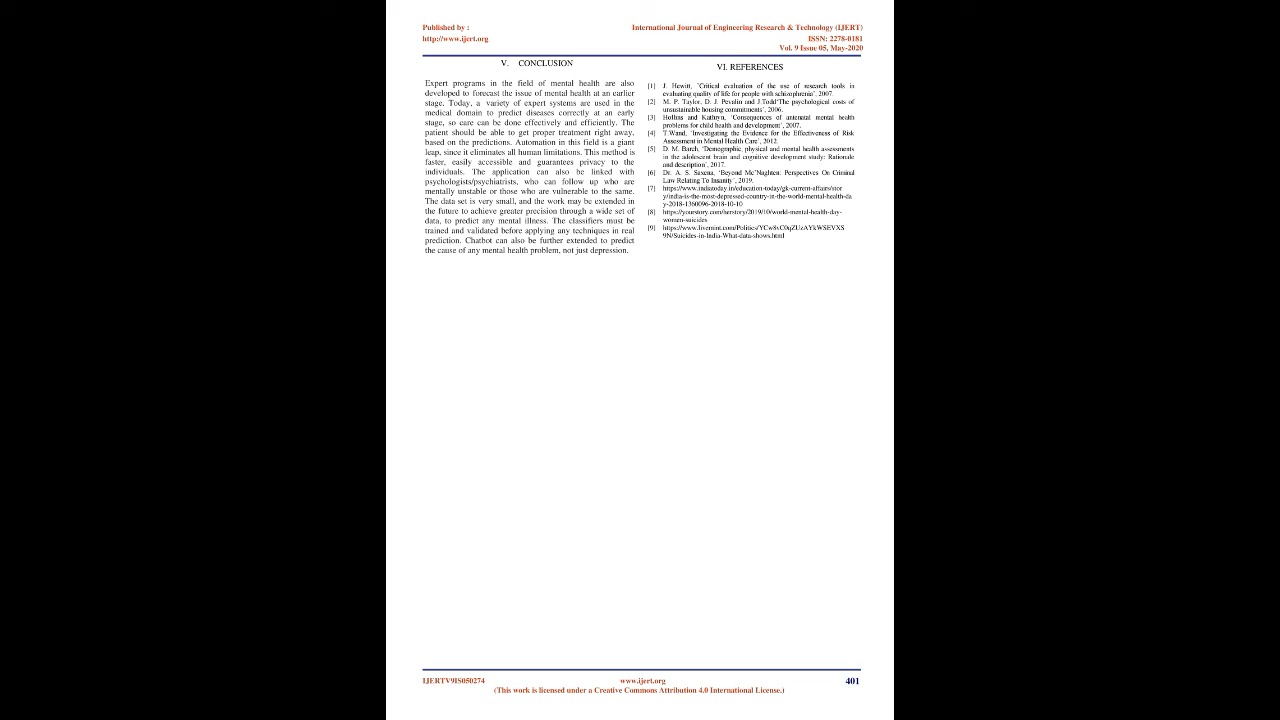 Published by :
http://www.ijert.org
International Journal of Engineering Research & Technology (IJERT)
ISSN: 2278-0181
Vol. 9 Issue 05, May-2020
V. CONCLUSION
Expert programs in the field of mental health are also
developed to forecast the issue of mental health at an earlier
stage. Today, a variety of expert systems are used in the
medical domain to predict diseases correctly at an early
stage, so care can be done effectively and efficiently. The
patient should be able to get proper treatment right away,
based on the predictions. Automation in this field is a giant
leap, since it eliminates all human limitations. This method is
faster, easily accessible and guarantees privacy to the
individuals. The application can also be linked with
psychologists/psychiatrists, who can follow up who are
mentally unstable or those who are vulnerable to the same.
The data set is very small, and the work may be extended in
the future to achieve greater precision through a wide set of
data, to predict any mental illness. The classifiers must be
trained and validated before applying any techniques in real
prediction. Chatbot can also be further extended to predict
the cause of any mental health problem, not just depression.
VI. REFERENCES
[1] J. Hewitt, 'Critical evaluation of the use of research tools in
evaluating quality of life for people with schizophrenia', 2007.
[2] M. P. Taylor, D. J. Pevalin and J.Todd'The psychological costs of
unsustainable housing commitments', 2006.
[3] Hollins and Kathryn, 'Consequences of antenatal mental health
problems for child health and development', 2007.
[4] T.Wand, 'Investigating the Evidence for the Effectiveness of Risk
Assessment in Mental Health Care', 2012.
[5] D. M. Barch, 'Demographic, physical and mental health assessments
in the adolescent brain and cognitive development study: Rationale
and description', 2017.
[6] Dr. A. S. Saxena, 'Beyond Mc'Naghten: Perspectives On Criminal
Law Relating To Insanity', 2019.
[7] https://www.indiatoday.in/education-today/gk-current-affairs/stor
y/india-is-the-most-depressed-country-in-the-world-mental-health-da
y-2018-1360096-2018-10-10
[8] https://yourstory.com/herstory/2019/10/world-mental-health-day-
women-suicides
[9]
9N/Suicides-in-India-What-data-shows.html
IJERTV9IS050274
www.ijert.org
401
(This work is licensed under a Creative Commons Attribution 4.0 International License.)